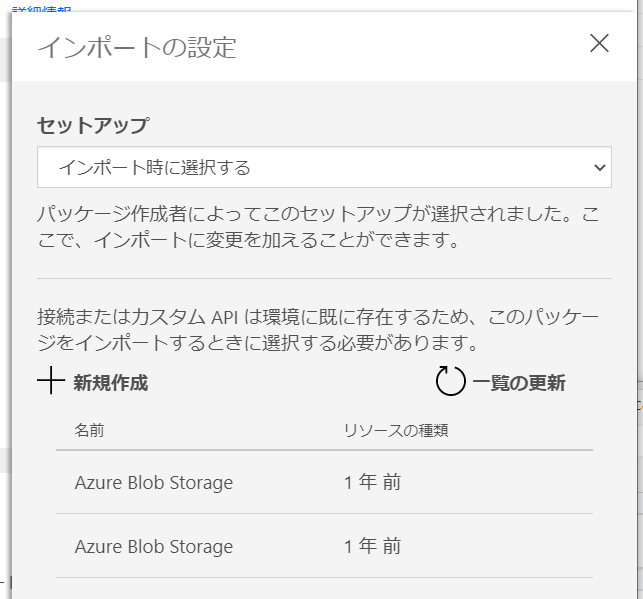 詳細情報
インポートの設定
セットアップ
インポート時に選択する
パッケージ作成者によってこのセットアップが選択されました。こ
こで、インポートに変更を加えることができます。
接続またはカスタム API は環境に既に存在するため、このパッケー
ジをインポートするときに選択する必要があります。
新規作成 一覧の更新
名前 リソースの種類
Azure Blob Storage 1 年 前
Azure Blob Storage 1 年 前